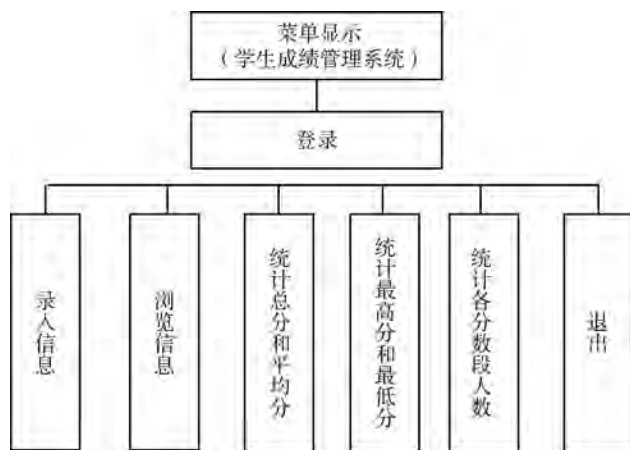 菜单显示
（学生成绩管理系统）
登录
录入信息
浏览信息
统计总分和平均分
统计最高分和最低分
统计各分数段人数
退出